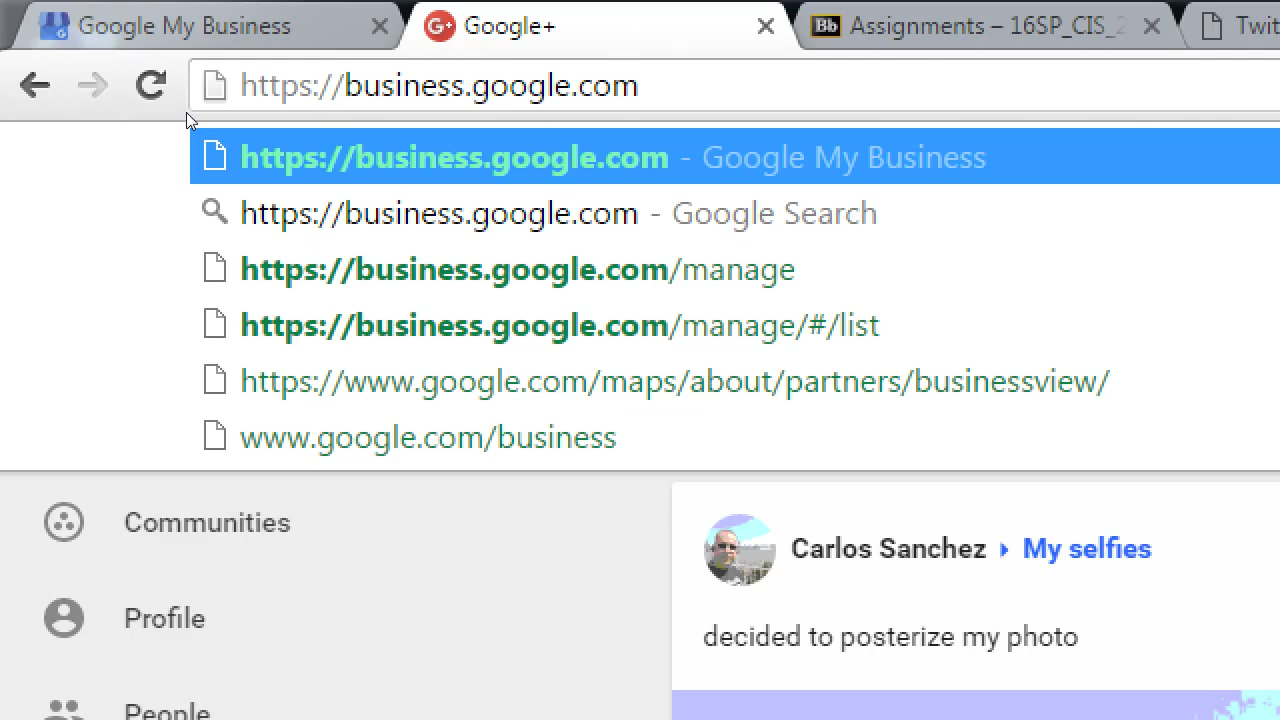 Google My Business
Google+
Assignments – 16SP_CIS_2
Twit
https://business.google.com
https://business.google.com - Google My Business
https://business.google.com - Google Search
https://business.google.com/manage
https://business.google.com/manage/#/list
https://www.google.com/maps/about/partners/businessview/
www.google.com/business
Communities
Carlos Sanchez My selfies
Profile
decided to posterize my photo
People